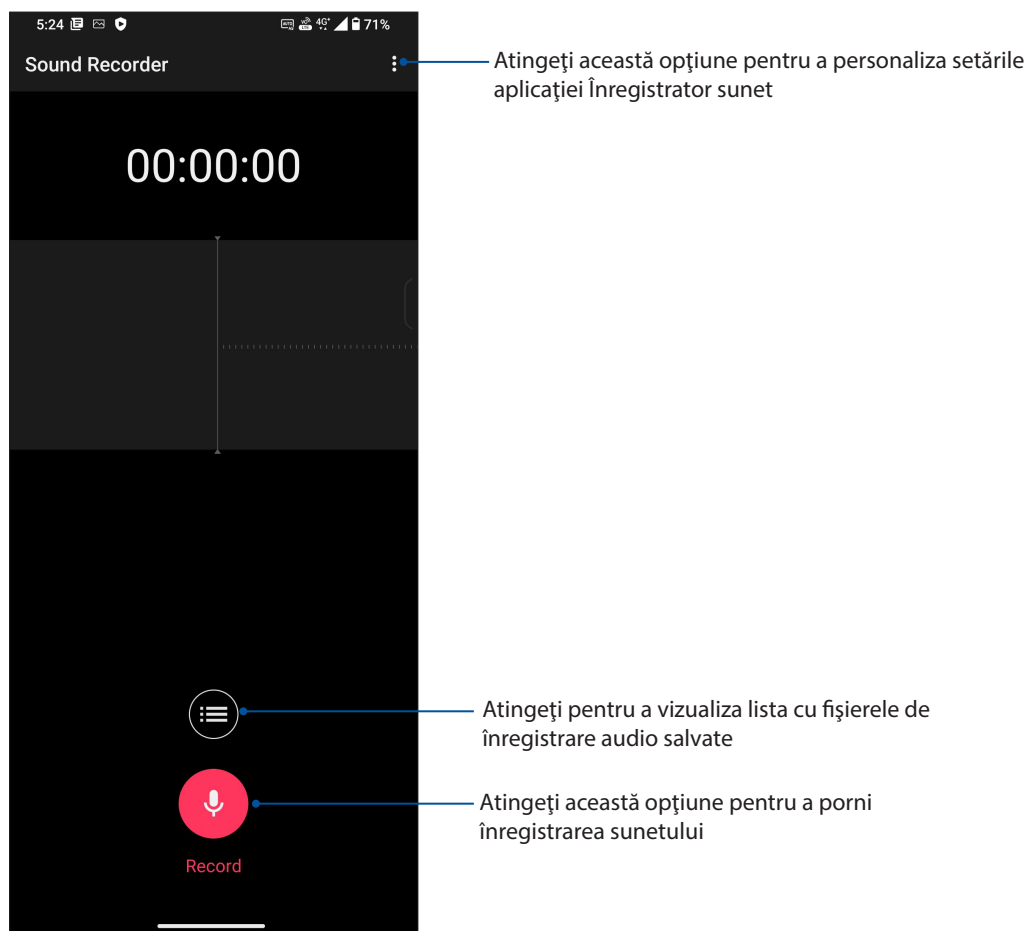 5:24
4G+ 71%
Sound Recorder
Atingeţi această opţiune pentru a personaliza setările
aplicaţiei Înregistrator sunet
00:00:00
Atingeţi pentru a vizualiza lista cu fişierele de
înregistrare audio salvate
Atingeţi această opţiune pentru a porni
înregistrarea sunetului
Record